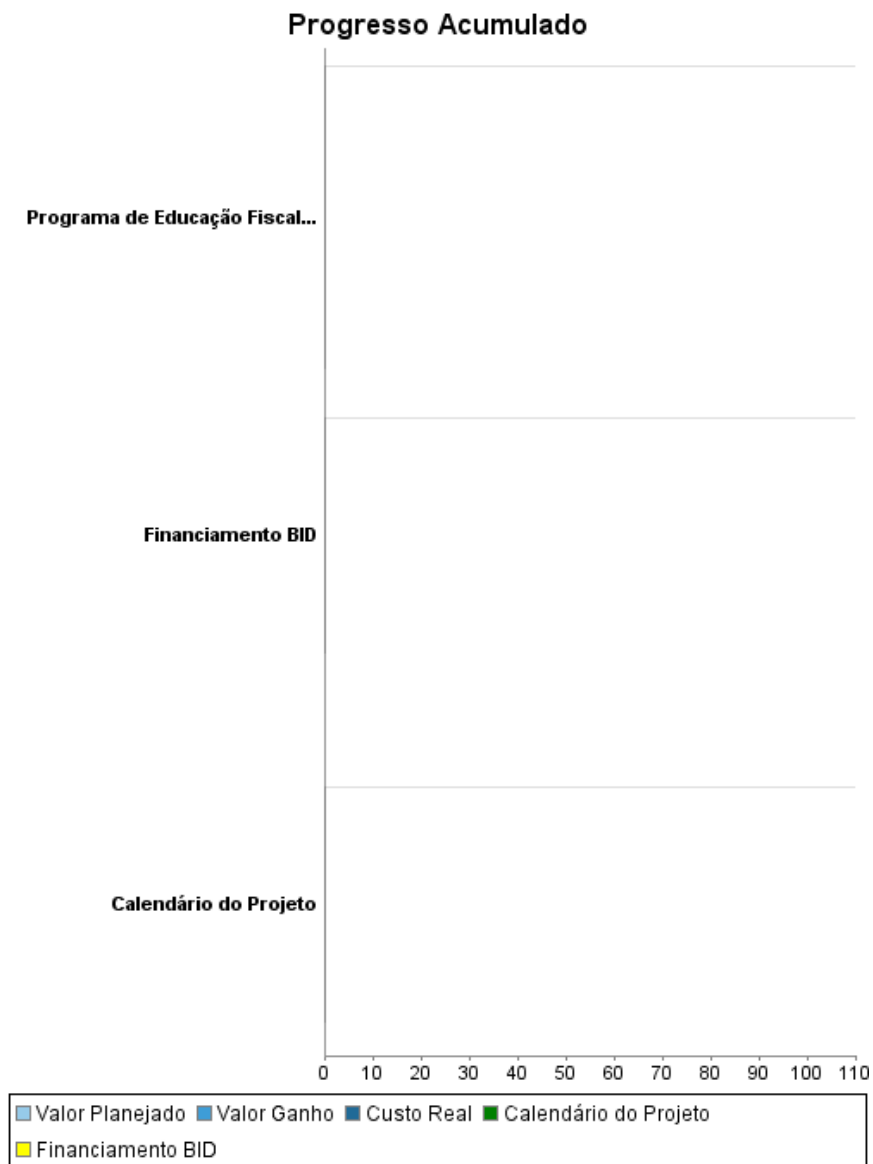 Progresso Acumulado
Programa de Educação Fiscal...
Financiamento BID
Calendário do Projeto
0 10 20 30 40 50 60 70 80 90 100 110
Valor Planejado Valor Ganho Custo Real Calendário do Projeto
Financiamento BID